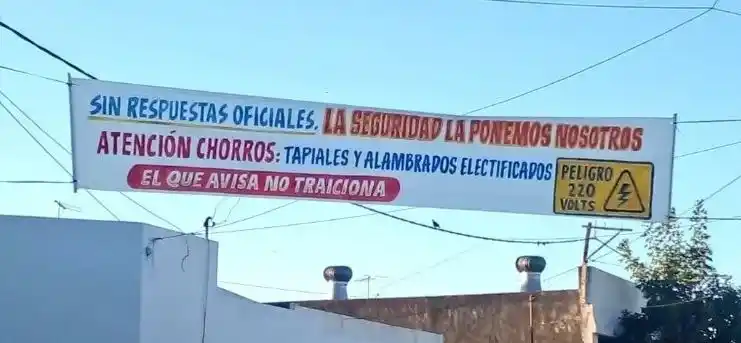 SIN RESPUESTAS OFICIALES, LA SEGURIDAD LA PONEMOS NOSOTROS
ATENCIÓN CHORROS: TAPIALES Y ALAMBRADOS ELECTIFICADOS
EL QUE AVISA NO TRAICIONA
PELIGRO
220
VOLTS